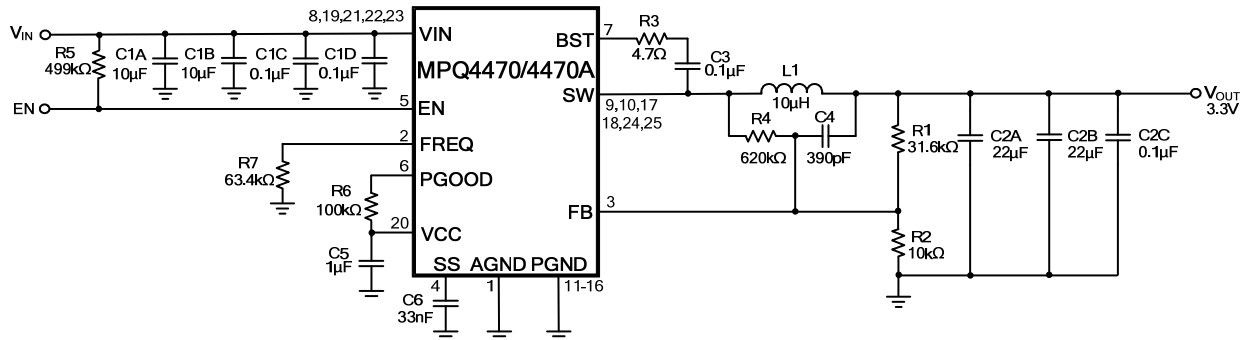 8,19,21,22,23
VIN
R5
499kΩ
C1A
10µF
C1B
10µF
C1C
0.1µF
C1D
0.1µF
EN
VIN
MPQ4470/4470A
5
EN
2
FREQ
R7
63.4kΩ
6
PGOOD
R6
100kΩ
20
VCC
C5
1µF
SS
AGND
PGND
4
1
11-16
C6
33nF
BST
7
R3
4.7Ω
C3
0.1µF
SW
9,10,17
18,24,25
L1
10µH
R4
620kΩ
C4
390pF
R1
31.6kΩ
C2A
22µF
C2B
22µF
C2C
0.1µF
VOUT
3.3V
FB
3
R2
10kΩ